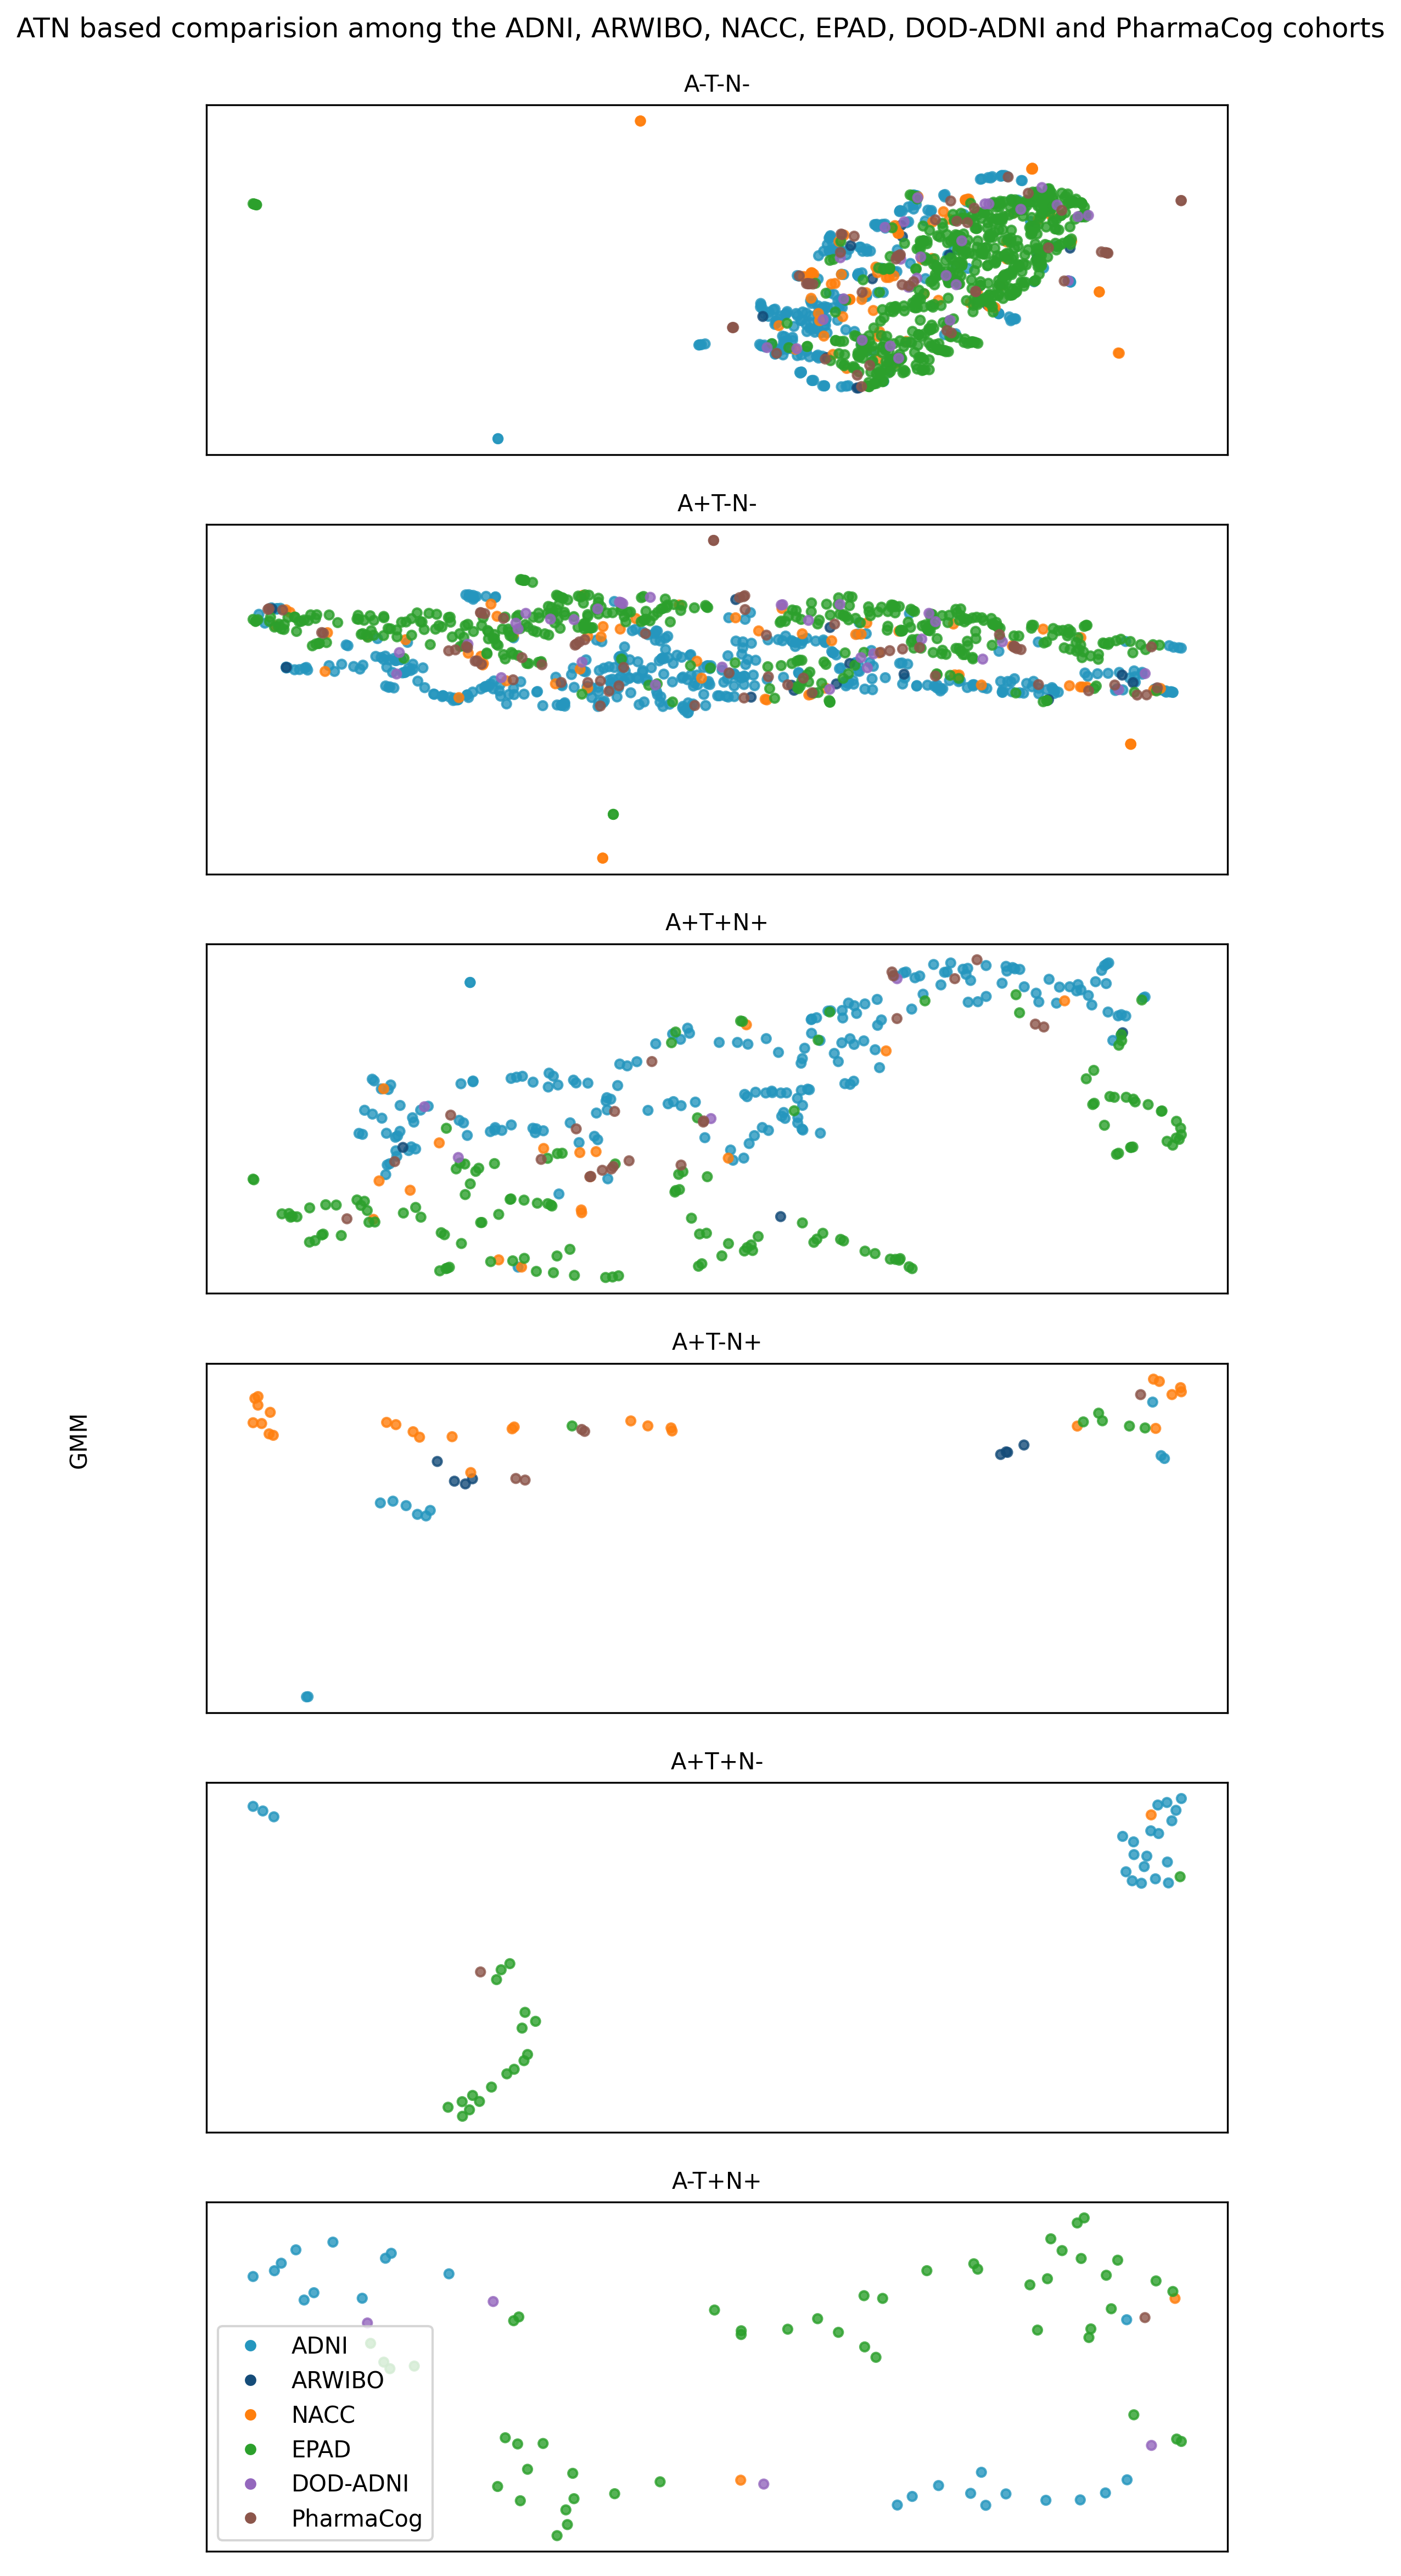 ATN based comparision among the ADNI, ARWIBO, NACC, EPAD, DOD-ADNI and PharmaCog cohorts
A-T-N-
A+T-N-
A+T+N+
A+T-N+
GMM
A+T+N-
A-T+N+
ADNI
ARWIBO
NACC
EPAD
DOD-ADNI
PharmaCog